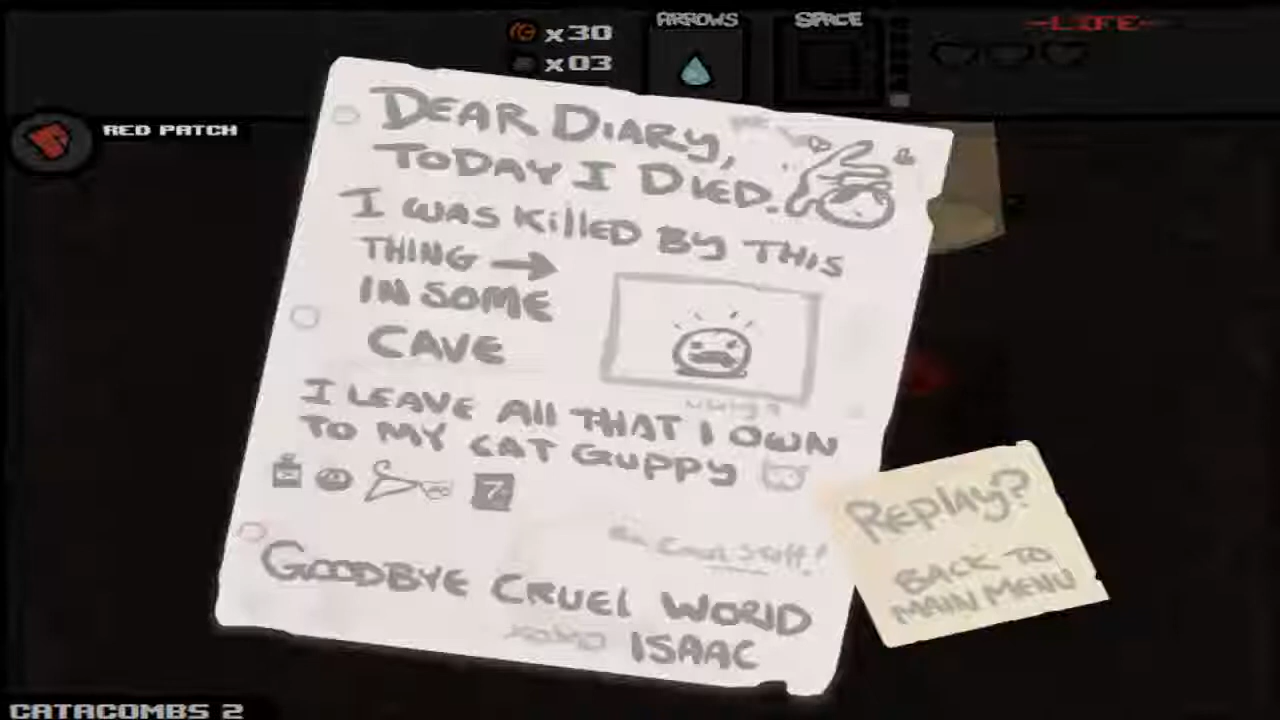 x30
x03
ARROWS
SPACE
-LIFE-
RED PATCH
DEAR DIARY,
TODAY I DIED.
I WAS KillED BY THIS
THING →
IN SOME
CAVE
I LEAVE All THAT I OWN
TO MY CAT GUPPY
7
GOODBYE CRUEl WORlD
ISAAC
REPlAY?
BACK TO
MAIN MENU
CATACOMBS 2